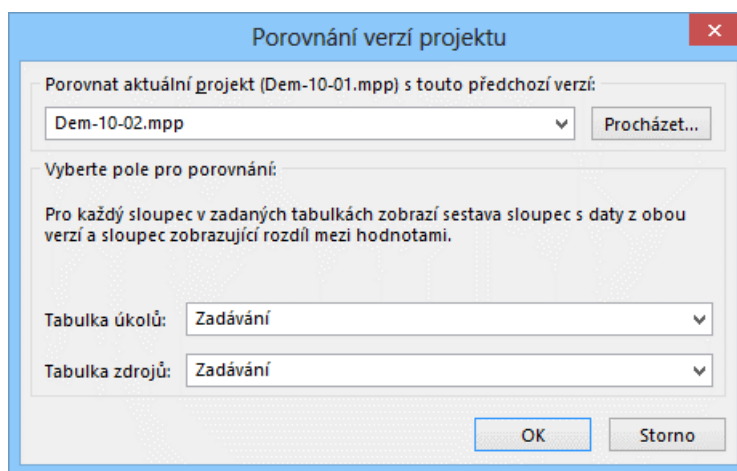 Porovnání verzí projektu
Porovnat aktuální projekt (Dem-10-01.mpp) s touto předchozí verzí:
Dem-10-02.mpp
Procházet...
Vyberte pole pro porovnání:
Pro každý sloupec v zadaných tabulkách zobrazí sestava sloupec s daty z obou
verzí a sloupec zobrazující rozdíl mezi hodnotami.
Tabulka úkolů: Zadávání
Tabulka zdrojů: Zadávání
OK Storno